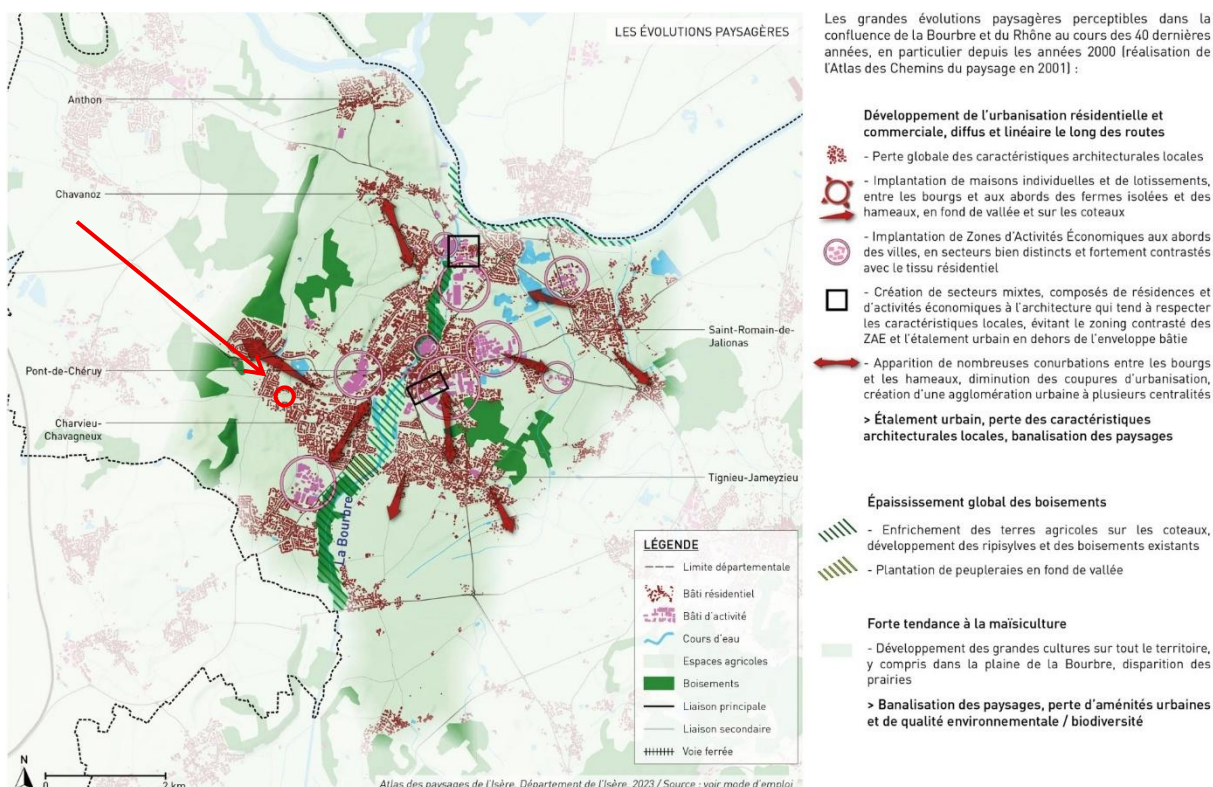 LES ÉVOLUTIONS PAYSAGÈRES
Anthon
Chavanoz
Pont-de-Chéruy
Charvieu-
Chavagneux
Saint-Romain-de-
Jalionas
Tignieu-Jameyzieu
La Bourbre
LÉGENDE
Limite départementale
Bâti résidentiel
Bâti d'activité
Cours d'eau
Espaces agricoles
Boisements
Liaison principale
Liaison secondaire
Voie ferrée
N
0
2 km
Atlas des paysages de l'Isère, Département de l'Isère, 2023 / Source : voir mode d'emploi
Les grandes évolutions paysagères perceptibles dans la
confluence de la Bourbre et du Rhône au cours des 40 dernières
années, en particulier depuis les années 2000 (réalisation de
l'Atlas des Chemins du paysage en 2001) :
Développement de l'urbanisation résidentielle et
commerciale, diffus et linéaire le long des routes
- Perte globale des caractéristiques architecturales locales
- Implantation de maisons individuelles et de lotissements,
entre les bourgs et aux abords des fermes isolées et des
hameaux, en fond de vallée et sur les coteaux
- Implantation de Zones d'Activités Économiques aux abords
des villes, en secteurs bien distincts et fortement contrastés
avec le tissu résidentiel
- Création de secteurs mixtes, composés de résidences et
d'activités économiques à l'architecture qui tend à respecter
les caractéristiques locales, évitant le zoning contrasté des
ZAE et l'étalement urbain en dehors de l'enveloppe bâtie
- Apparition de nombreuses conurbations entre les bourgs
et les hameaux, diminution des coupures d'urbanisation,
création d'une agglomération urbaine à plusieurs centralités
> Étalement urbain, perte des caractéristiques
architecturales locales, banalisation des paysages
Épaississement global des boisements
- Enfrichement des terres agricoles sur les coteaux,
développement des ripisylves et des boisements existants
- Plantation de peupleraies en fond de vallée
Forte tendance à la maïsiculture
- Développement des grandes cultures sur tout le territoire,
y compris dans la plaine de la Bourbre, disparition des
prairies
> Banalisation des paysages, perte d'aménités urbaines
et de qualité environnementale / biodiversité